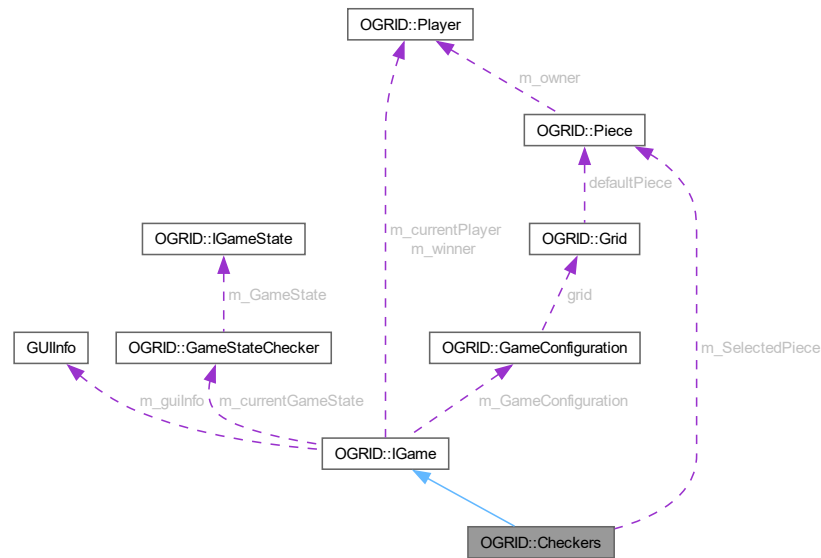 OGRID::Player
m_owner
OGRID::Piece
defaultPiece
m_currentPlayer
m_winner
OGRID::IGameState
OGRID::Grid
m_GameState
grid
GUIInfo
OGRID::GameStateChecker
OGRID::GameConfiguration
m_SelectedPiece
m_guiInfo
m_currentGameState
m_GameConfiguration
OGRID::IGame
OGRID::Checkers